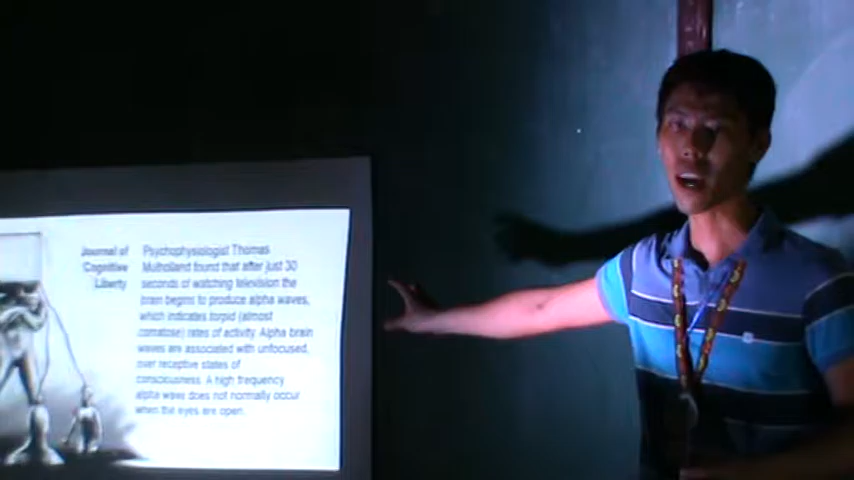 Journal of
Cognitive
Liberty
Psychophysiologist Thomas
Mulholland found that after just 30
seconds of watching television the
brain begins to produce alpha waves,
which indicates torpid (almost
comatose) rates of activity. Alpha brain
waves are associated with unfocused,
over receptive states of
consciousness. A high frequency
alpha wave does not normally occur
when the eyes are open.